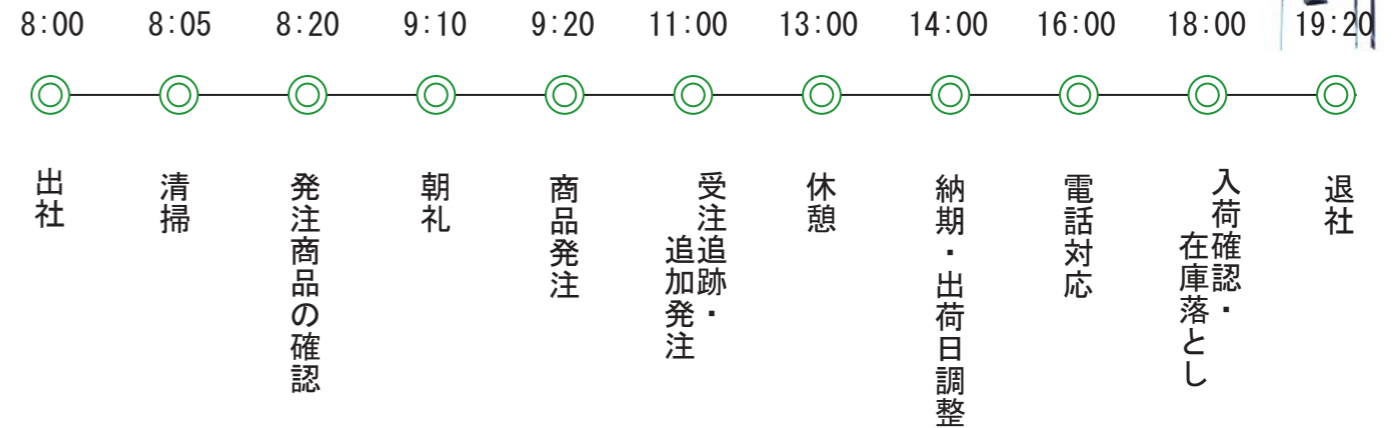 8:00
8:05
8:20
9:10
9:20
11:00
13:00
14:00
16:00
18:00
19:20
出社
清掃
発注商品の確認
朝礼
商品発注
受注追跡・
追加発注
休憩
納期・出荷日調整
電話対応
入荷確認・
在庫落とし
退社